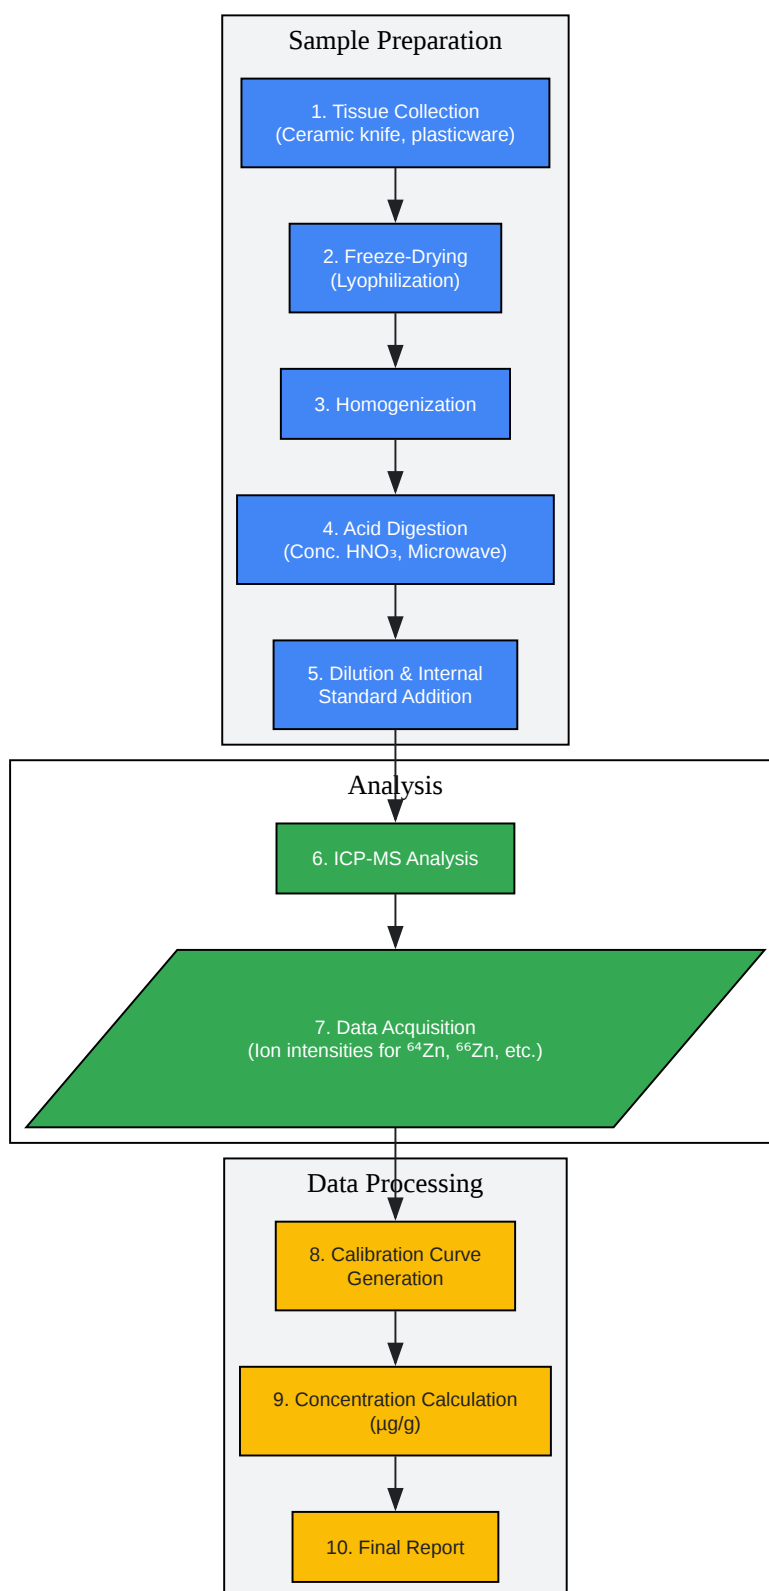 Sample Preparation
1. Tissue Collection
(Ceramic knife, plasticware)
2. Freeze-Drying
(Lyophilization)
3. Homogenization
4. Acid Digestion
(Conc. HNO₃, Microwave)
5. Dilution & Internal
Standard Addition
Analysis
6. ICP-MS Analysis
7. Data Acquisition
(Ion intensities for ⁶⁴Zn, ⁶⁶Zn, etc.)
Data Processing
8. Calibration Curve
Generation
9. Concentration Calculation
(µg/g)
10. Final Report